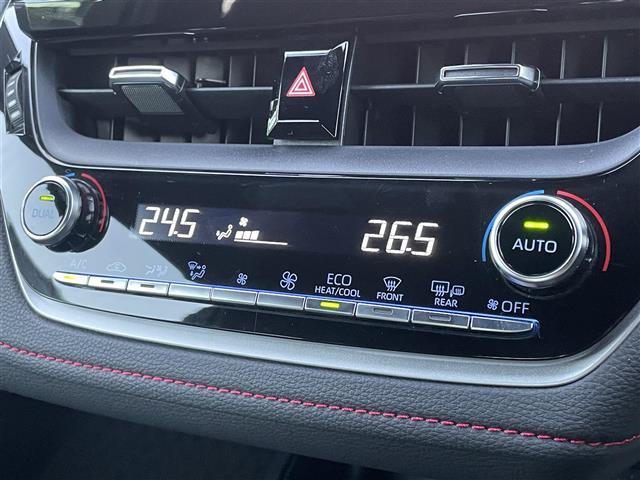 DUAL
24.5
26.5
AUTO
A/C
ECO
HEAT/COOL
FRONT
REAR
OFF